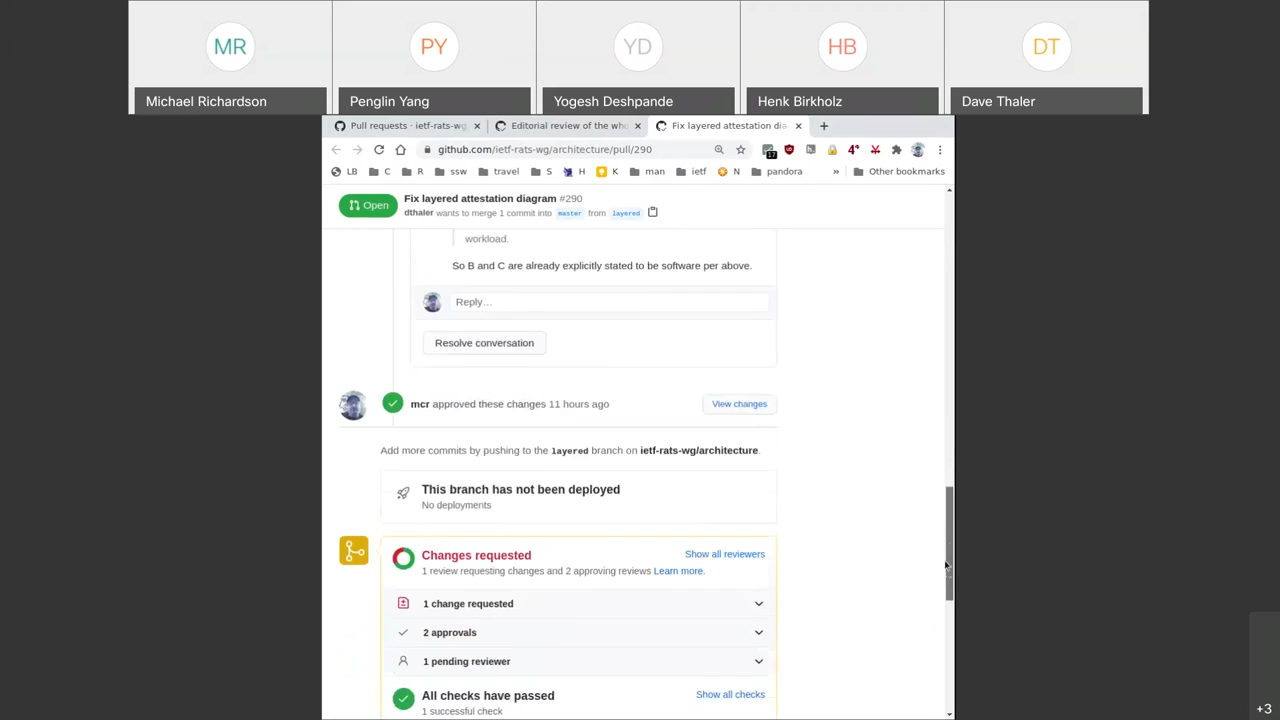 MR
PY
YD
HB
DT
Michael Richardson
Penglin Yang
Yogesh Deshpande
Henk Birkholz
Dave Thaler
Pull requests · ietf-rats-wg
Editorial review of the who
Fix layered attestation dia
github.com/ietf-rats-wg/architecture/pull/290
17
4+
LB
C
R
ssw
travel
S
H
K
man
ietf
N
pandora
»
Other bookmarks
Open
Fix layered attestation diagram #290
dthaler wants to merge 1 commit into master from layered
workload.
So B and C are already explicitly stated to be software per above.
Reply…
Resolve conversation
mcr approved these changes 11 hours ago
View changes
Add more commits by pushing to the layered branch on ietf-rats-wg/architecture.
This branch has not been deployed
No deployments
Changes requested
Show all reviewers
1 review requesting changes and 2 approving reviews Learn more.
1 change requested
2 approvals
1 pending reviewer
All checks have passed
Show all checks
1 successful check
+3